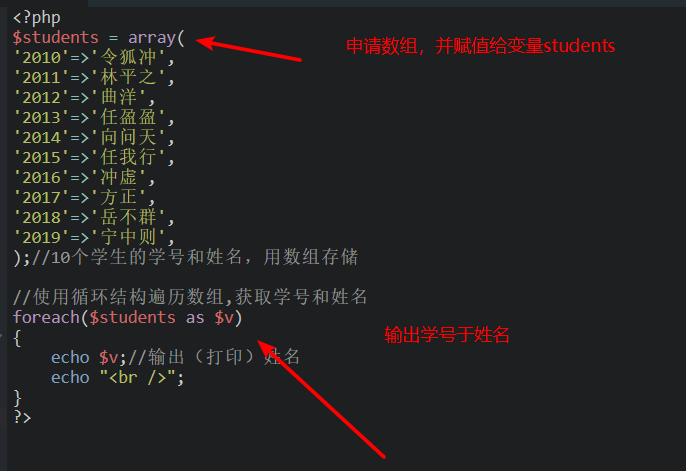 <?php
$students = array(
申请数组，并赋值给变量students
'2010'=>'令狐冲',
'2011'=>'林平之',
'2012'=>'曲洋',
'2013'=>'任盈盈',
'2014'=>'向问天',
'2015'=>'任我行',
'2016'=>'冲虚',
'2017'=>'方正',
'2018'=>'岳不群',
'2019'=>'宁中则',
);//10个学生的学号和姓名，用数组存储
//使用循环结构遍历数组,获取学号和姓名
foreach($students as $v)
输出学号于姓名
{
    echo $v;//输出（打印）姓名
    echo "<br />";
}
?>